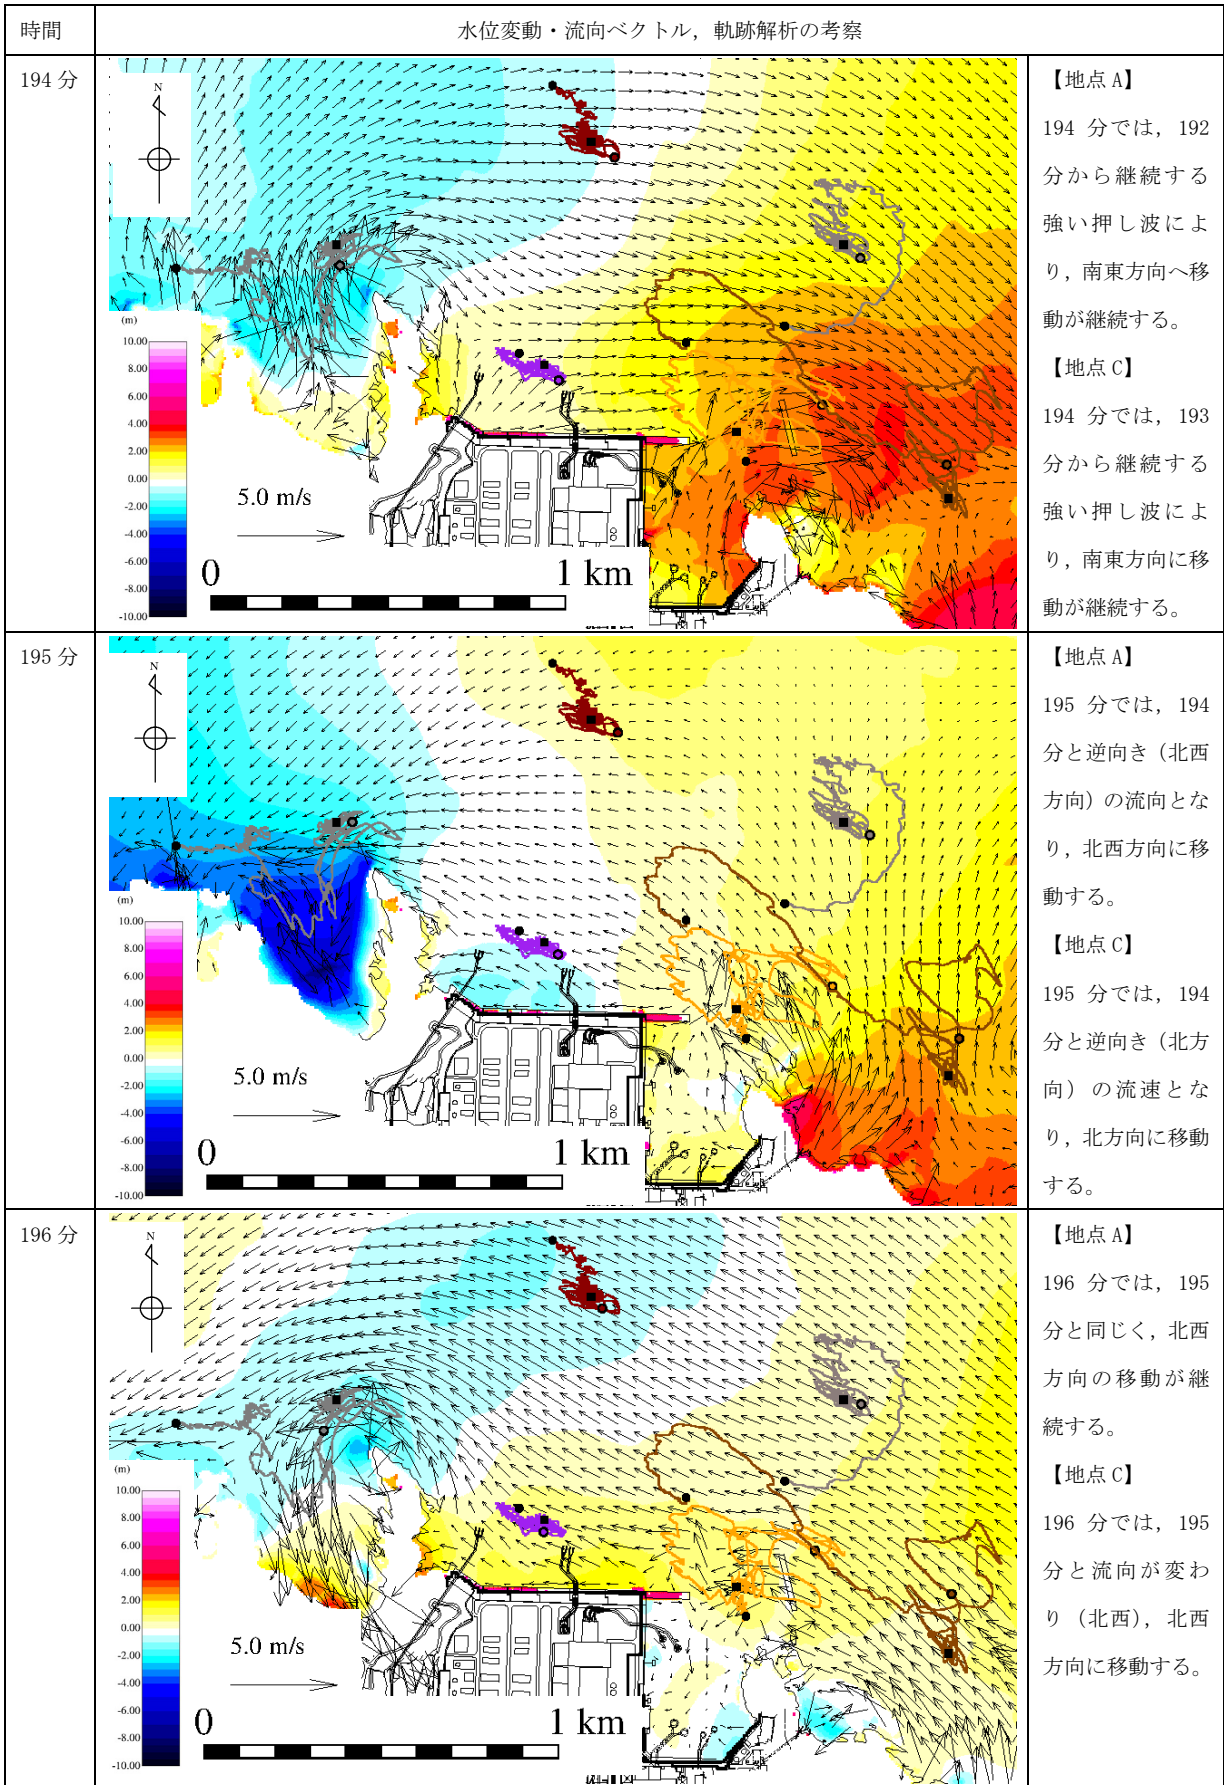 時間
水位変動・流向ベクトル，軌跡解析の考察
194 分
N
(m)
10.00
8.00
6.00
4.00
2.00
0.00
-2.00
-4.00
-6.00
-8.00
-10.00
5.0 m/s
0
1 km
【地点 A】
194 分では，192
分から継続する
強い押し波によ
り，南東方向へ移
動が継続する。
【地点 C】
194 分では，193
分から継続する
強い押し波によ
り，南東方向に移
動が継続する。
195 分
N
(m)
10.00
8.00
6.00
4.00
2.00
0.00
-2.00
-4.00
-6.00
-8.00
-10.00
5.0 m/s
0
1 km
【地点 A】
195 分では，194
分と逆向き（北西
方向）の流向とな
り，北西方向に移
動する。
【地点 C】
195 分では，194
分と逆向き（北方
向）の流速とな
り，北方向に移動
する。
196 分
N
(m)
10.00
8.00
6.00
4.00
2.00
0.00
-2.00
-4.00
-6.00
-8.00
-10.00
5.0 m/s
0
1 km
【地点 A】
196 分では，195
分と同じく，北西
方向の移動が継
続する。
【地点 C】
196 分では，195
分と流向が変わ
り（北西），北西
方向に移動する。